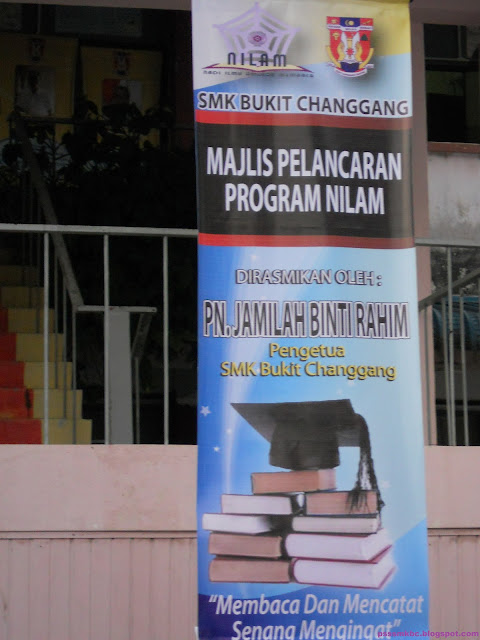 NILAM
SMK BUKIT CHANGGANG
MAJLIS PELANCARAN
PROGRAM NILAM
DIRASMIKAN OLEH :
PN. JAMILAH BINTI RAHIM
Pengetua
SMK Bukit Changgang
"Membaca Dan Mencatat
Senang Mengingat"